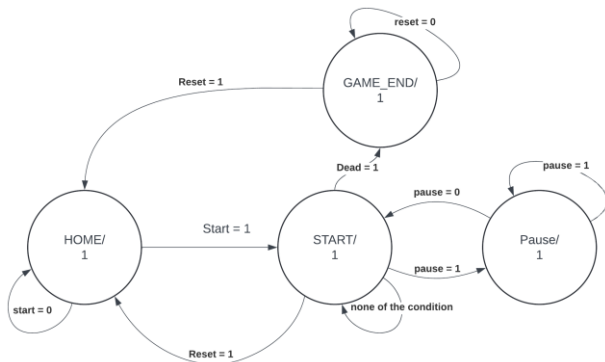 reset = 0
GAME_END/
1
Reset = 1
Dead = 1
pause = 1
pause = 0
HOME/
1
Start = 1
START/
1
Pause/
1
pause = 1
none of the condition
start = 0
Reset = 1